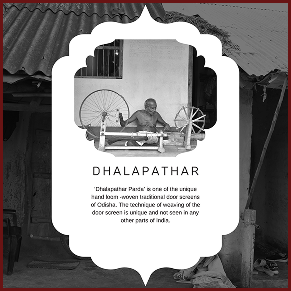 DHALAPATHAR
'Dhalapathar Parda' is one of the unique
hand loom -woven traditional door screens
of Odisha. The technique of weaving of the
door screen is unique and not seen in any
other parts of India.